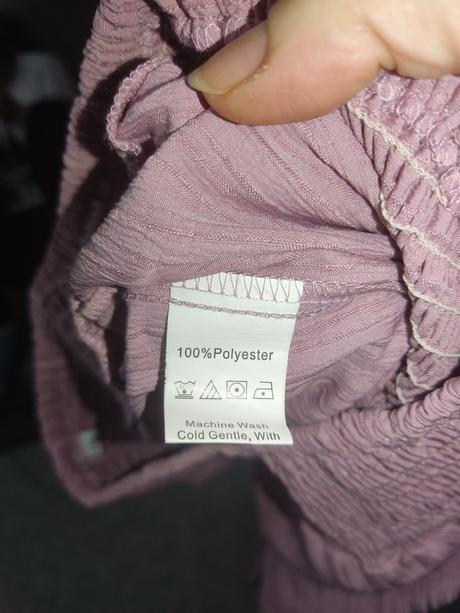 100%Polyester
Machine Wash
Cold Gentle, With